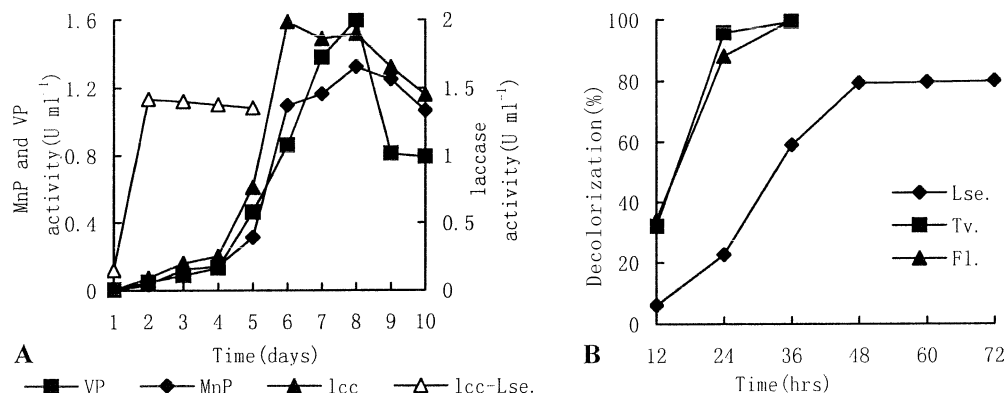 MnP and VP
activity(U ml⁻¹)
1.6
1.2
0.8
0.4
0
2
1.5
1
0.5
0
laccase
activity(U ml⁻¹)
1 2 3 4 5 6 7 8 9 10
A
Time(days)
VP MnP lcc lcc-Lse.
Decolorization(%)
100
80
60
40
20
0
Lse.
Tv.
Fl.
12 24 36 48 60 72
B
Time(hrs)